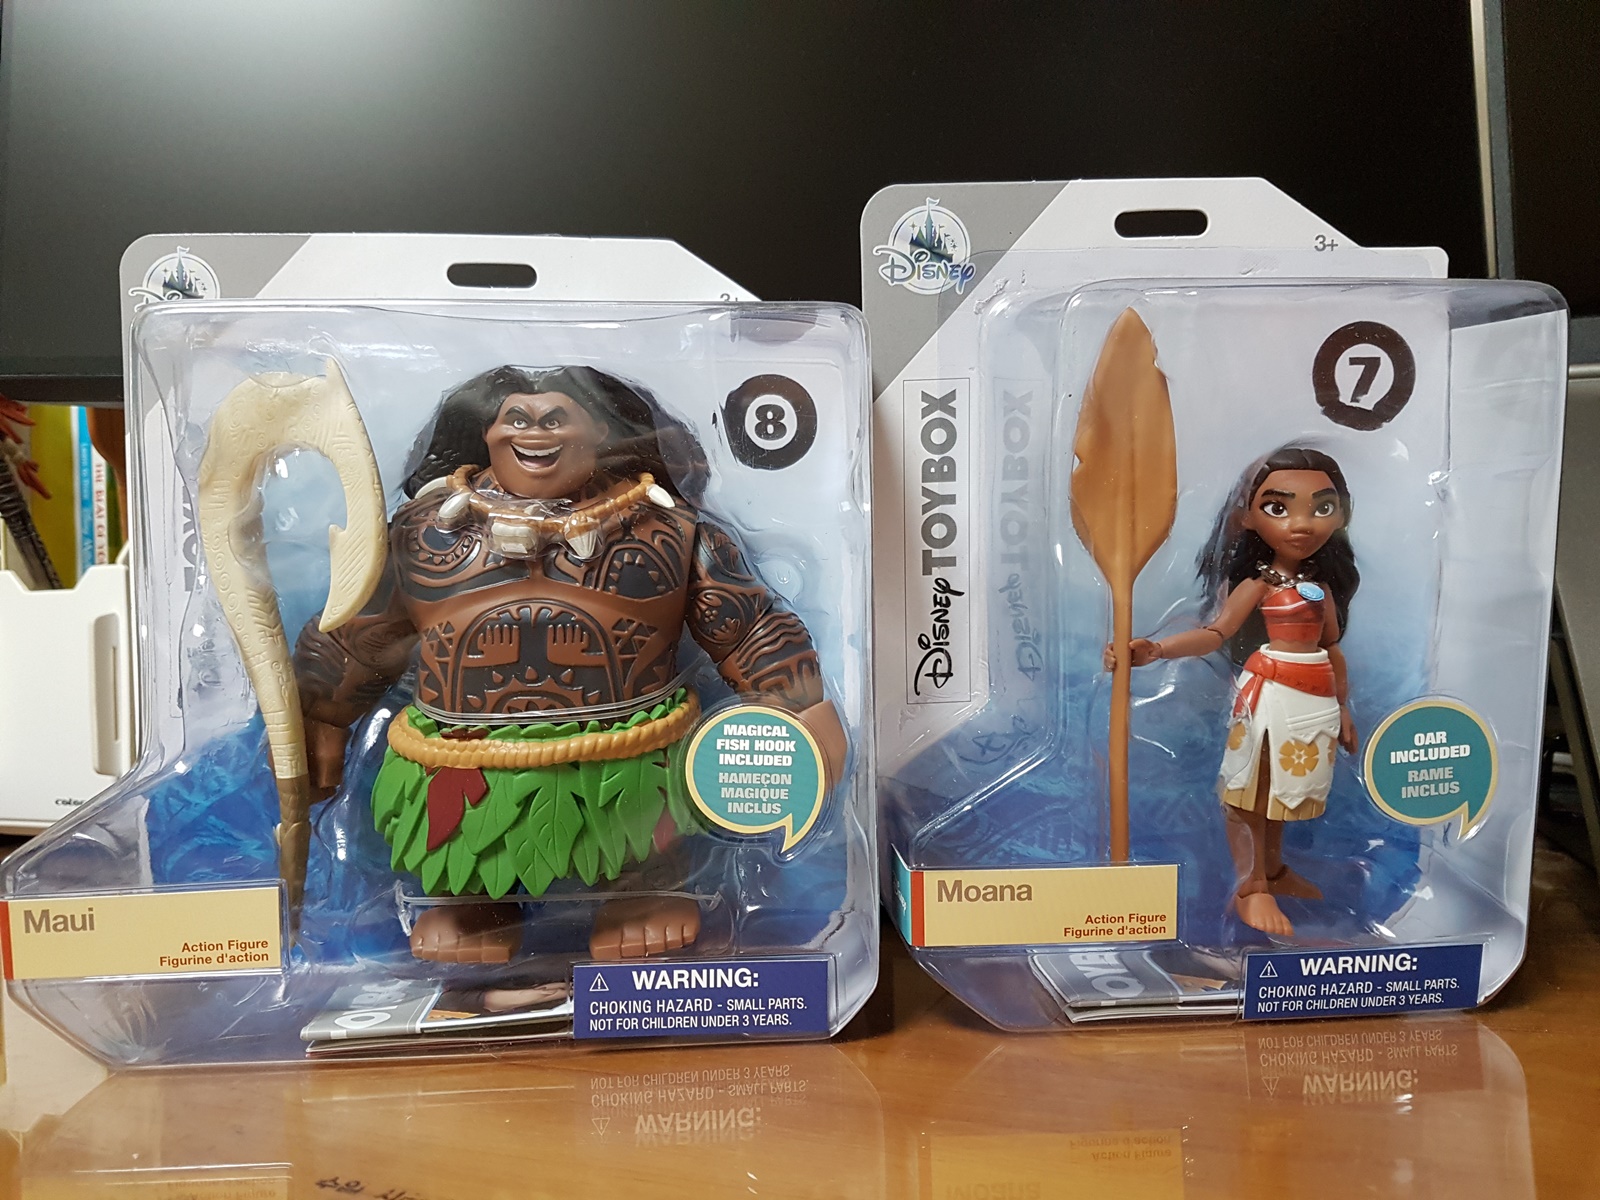 3+
8
MAGICAL
FISH HOOK
INCLUDED
HAMEÇON
MAGIQUE
INCLUS
Maui
Action Figure
Figurine d'action
WARNING:
CHOKING HAZARD - SMALL PARTS.
NOT FOR CHILDREN UNDER 3 YEARS.
Disney
3+
7
Disney TOYBOX
OAR
INCLUDED
RAME
INCLUS
Moana
Action Figure
Figurine d'action
WARNING:
CHOKING HAZARD - SMALL PARTS.
NOT FOR CHILDREN UNDER 3 YEARS.